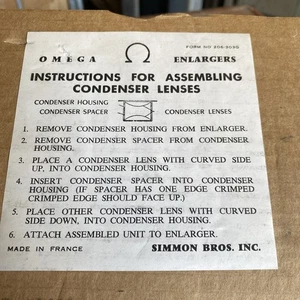 FORM NO 206-303G
OMEGA Ω ENLARGERS
INSTRUCTIONS FOR ASSEMBLING
CONDENSER LENSES
CONDENSER HOUSING
CONDENSER SPACER CONDENSER LENSES
1. REMOVE CONDENSER HOUSING FROM ENLARGER.
2. REMOVE CONDENSER SPACER FROM CONDENSER
HOUSING.
3. PLACE A CONDENSER LENS WITH CURVED SIDE
UP, INTO CONDENSER HOUSING.
4. INSERT CONDENSER SPACER INTO CONDENSER
HOUSING (IF SPACER HAS ONE EDGE CRIMPED
CRIMPED EDGE SHOULD FACE UP.)
5. PLACE OTHER CONDENSER LENS WITH CURVED
SIDE DOWN, INTO CONDENSER HOUSING.
6. ATTACH ASSEMBLED UNIT TO ENLARGER.
MADE IN FRANCE SIMMON BROS. INC.